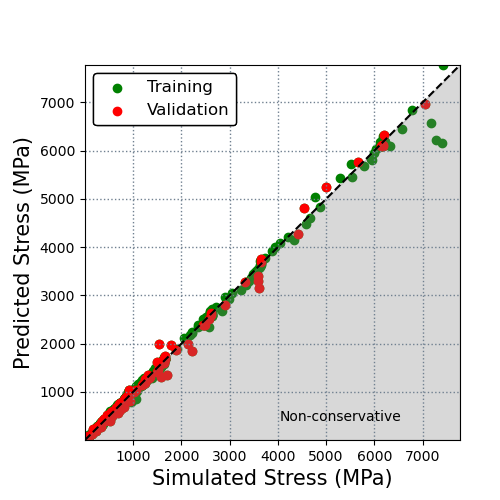 Training
Validation
7000
6000
5000
4000
3000
2000
1000
Predicted Stress (MPa)
Non-conservative
1000 2000 3000 4000 5000 6000 7000
Simulated Stress (MPa)